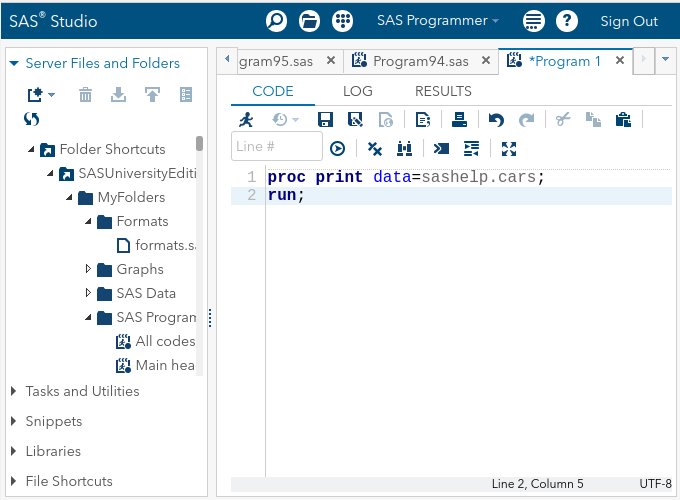 SAS® Studio
SAS Programmer
Sign Out
Server Files and Folders
Folder Shortcuts
SASUniversityEditi
MyFolders
Formats
formats.sa
Graphs
SAS Data
SAS Program
All codes
Main hea
Tasks and Utilities
Snippets
Libraries
File Shortcuts
gram95.sas
Program94.sas
*Program 1
CODE LOG RESULTS
Line #
1 proc print data=sashelp.cars;
2 run;
Line 2, Column 5
UTF-8